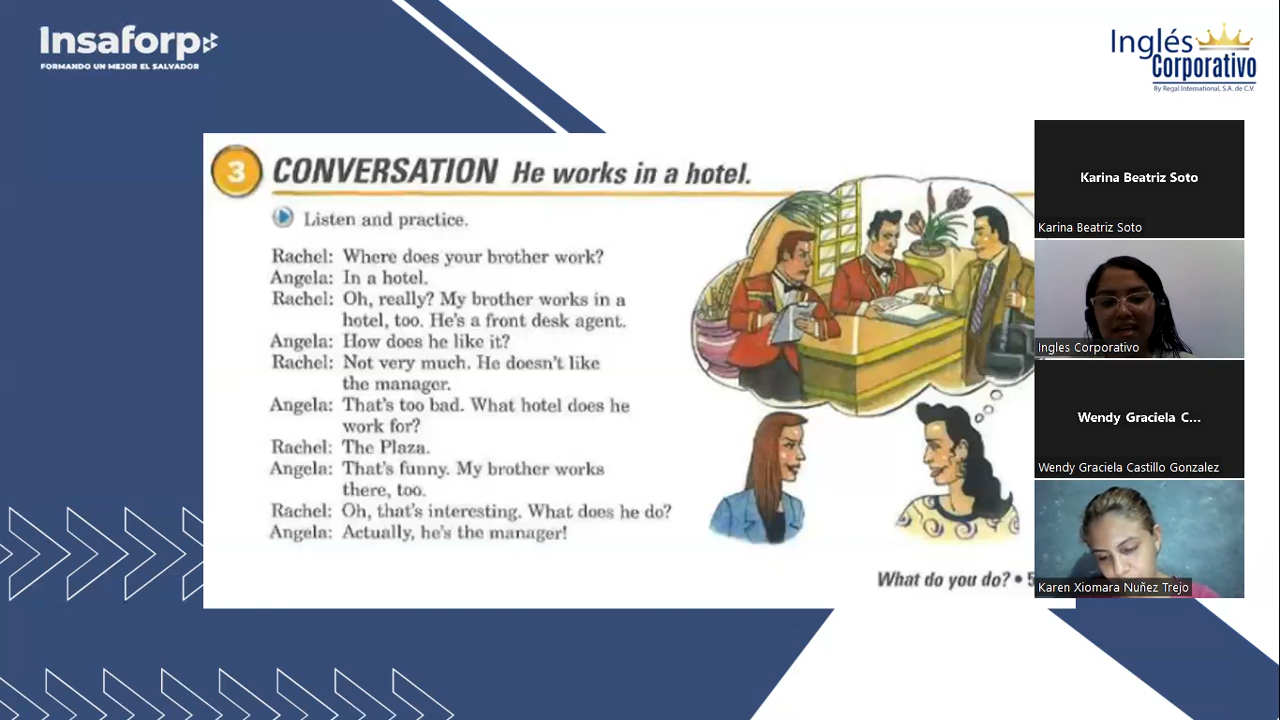 Insaforp
FORMANDO UN MEJOR EL SALVADOR
Inglés
Corporativo
By Regal International, S.A. de C.V.
3 CONVERSATION He works in a hotel.
Listen and practice.
Rachel: Where does your brother work?
Angela: In a hotel.
Rachel: Oh, really? My brother works in a
hotel, too. He's a front desk agent.
Angela: How does he like it?
Rachel: Not very much. He doesn't like
the manager.
Angela: That's too bad. What hotel does he
work for?
Rachel: The Plaza.
Angela: That's funny. My brother works
there, too.
Rachel: Oh, that's interesting. What does he do?
Angela: Actually, he's the manager!
What do you do? • 5
Karina Beatriz Soto
Karina Beatriz Soto
Ingles Corporativo
Wendy Graciela C...
Wendy Graciela Castillo Gonzalez
Karen Xiomara Nuñez Trejo